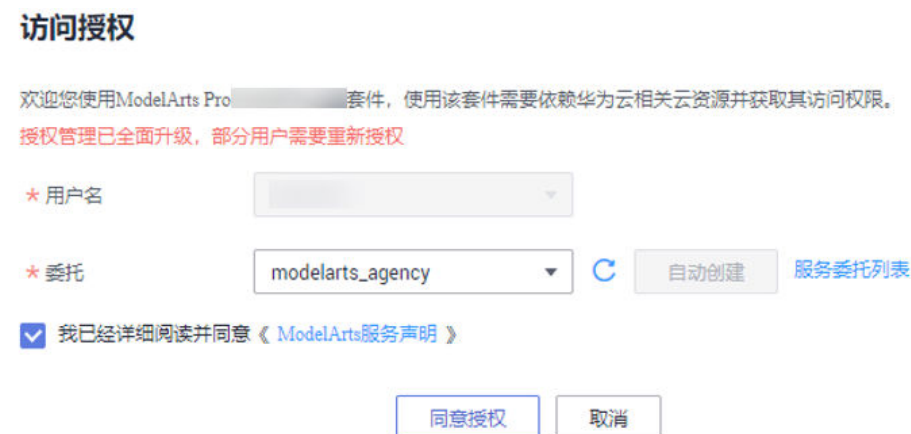 访问授权
欢迎您使用ModelArts Pro 套件，使用该套件需要依赖华为云相关云资源并获取其访问权限。
授权管理已全面升级，部分用户需要重新授权
* 用户名
* 委托 modelarts_agency 自动创建 服务委托列表
我已经详细阅读并同意《 ModelArts服务声明 》
同意授权 取消